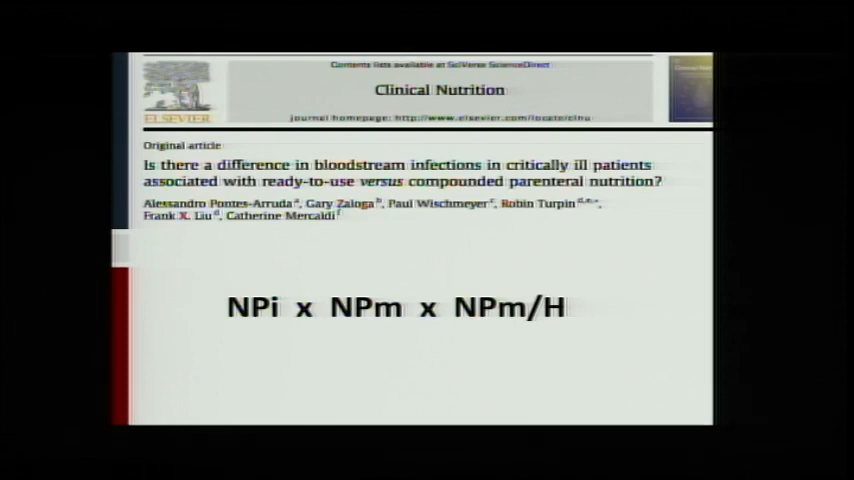 Contents lists available at SciVerse ScienceDirect
Clinical Nutrition
journal homepage: http://www.elsevier.com/locate/clnu
ELSEVIER
Original article
Is there a difference in bloodstream infections in critically ill patients
associated with ready-to-use versus compounded parenteral nutrition?
Alessandro Pontes-Arruda a, Gary Zaloga b, Paul Wischmeyer c, Robin Turpin d,e,*,
Frank X. Liu d, Catherine Mercaldi f
NPi x NPm x NPm/H